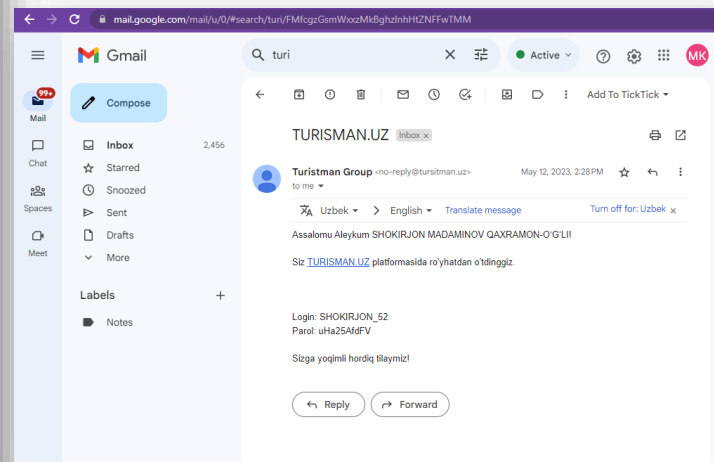 mail.google.com/mail/u/0/#search/turi/FMfcgzGsmWxxzMkBghzlnhHtZNFFwTMM
Gmail
turi
Active
MK
99+
Mail
Compose
Add To TickTick
Chat
Inbox 2,456
Starred
Spaces
Snoozed
Sent
Meet
Drafts
More
Labels
Notes
TURISMAN.UZ Inbox x
Turistman Group <no-reply@tursitman.uz> May 12, 2023, 2:28 PM
to me
Uzbek > English Translate message Turn off for: Uzbek x
Assalomu Aleykum SHOKIRJON MADAMINOV QAXRAMON-O'G'LI!
Siz TURISMAN.UZ platformasida ro'yhatdan o'tdinggiz.
Login: SHOKIRJON_52
Parol: uHa25AfdFV
Sizga yoqimli hordiq tilaymiz!
Reply
Forward